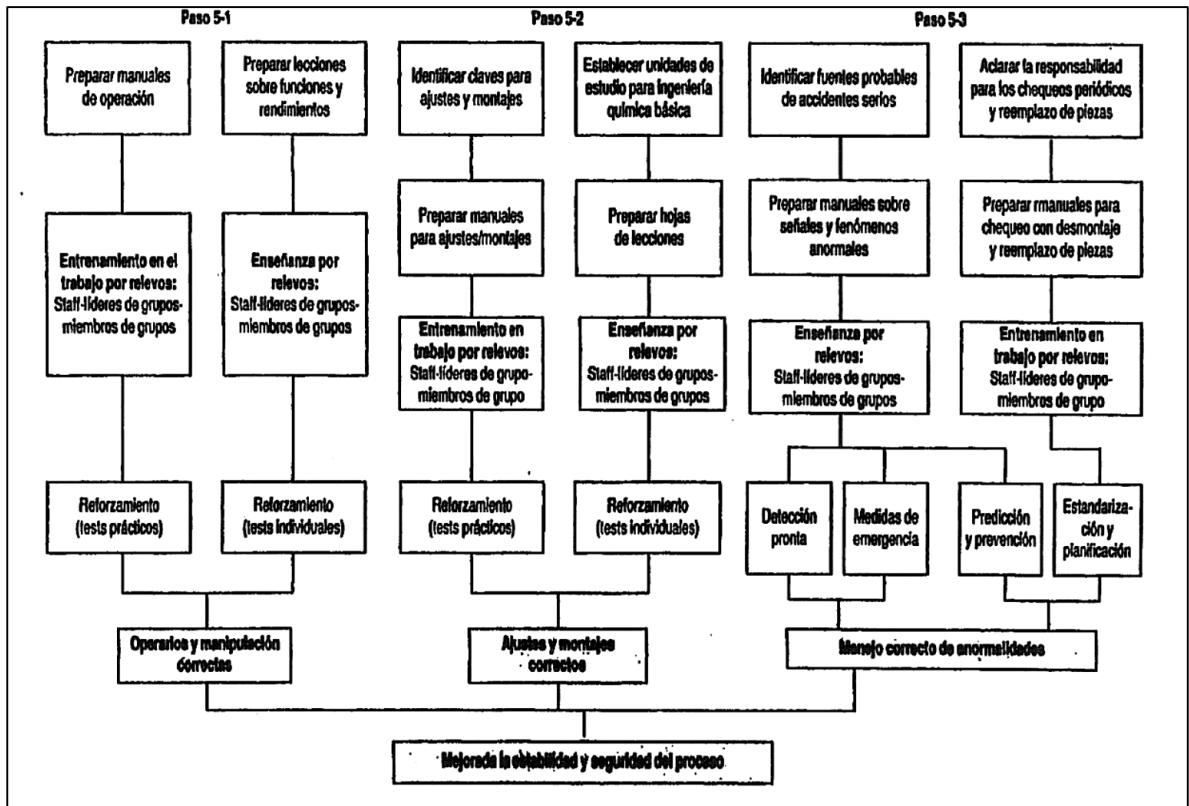 Paso 5-1
Paso 5-2
Paso 5-3
Preparar manuales
de operación
Preparar lecciones
sobre funciones y
rendimientos
Identificar claves para
ajustes y montajes
Establecer unidades de
estudio para ingeniería
química básica
Identificar fuentes probables
de accidentes serios
Aclarar la responsabilidad
para los chequeos periódicos
y reemplazo de piezas
Preparar manuales
para ajustes/montajes
Preparar hojas
de lecciones
Preparar manuales sobre
señales y fenómenos
anormales
Preparar rmanuales para
chequeo con desmontaje
y reemplazo de piezas
Entrenamiento en el
trabajo por relevos:
Staff-líderes de grupos-
miembros de grupos
Enseñanza por
relevos:
Staff-líderes de grupos-
miembros de grupos
Entrenamiento en
trabajo por relevos:
Staff-líderes de grupo-
miembros de grupo
Enseñanza por
relevos:
Staff-líderes de grupos-
miembros de grupos
Enseñanza por
relevos:
Staff-líderes de grupos-
miembros de grupos
Entrenamiento en
trabajo por relevos:
Staff-líderes de grupo-
miembros de grupo
Reforzamiento
(tests prácticos)
Reforzamiento
(tests individuales)
Reforzamiento
(tests prácticos)
Reforzamiento
(tests individuales)
Detección
pronta
Medidas de
emergencia
Predicción
y prevención
Estandariza-
ción y
planificación
Operarios y manipulación
correctas
Ajustes y montajes
correctos
Manejo correcto de anormalidades
Mejorada la estabilidad y seguridad del proceso